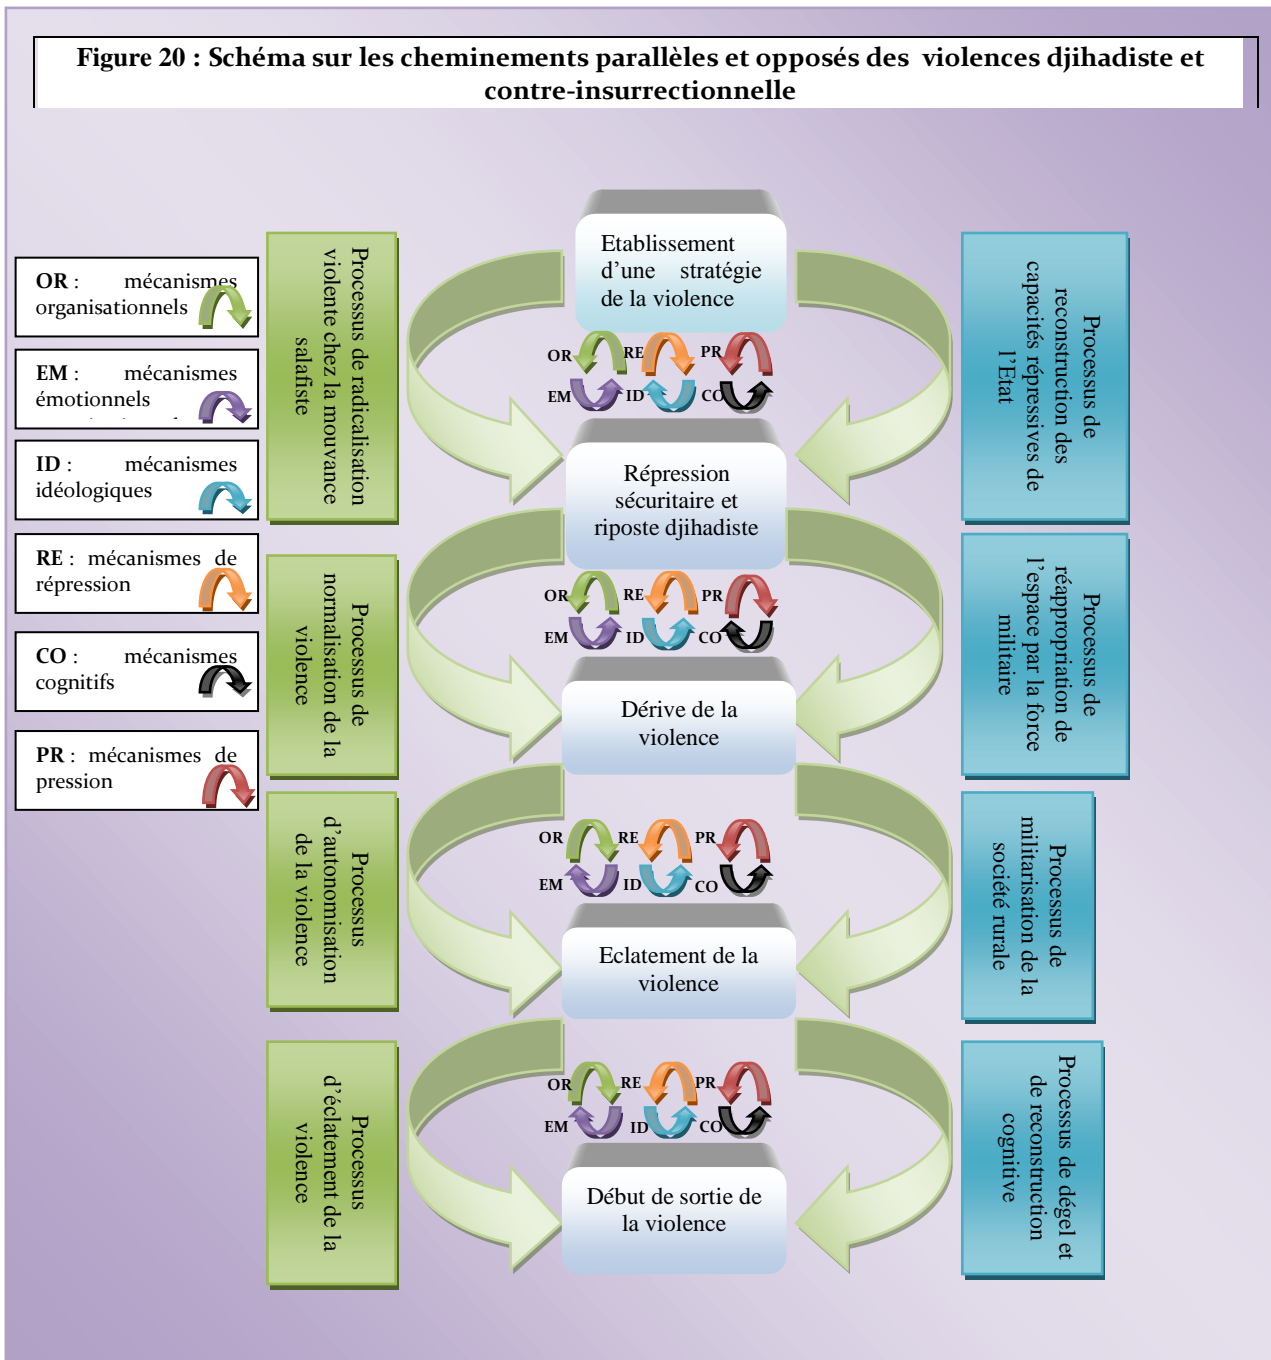 Figure 20 : Schéma sur les cheminements parallèles et opposés des violences djihadiste et
contre-insurrectionnelle
OR : mécanismes
organisationnels
EM : mécanismes
émotionnels
ID : mécanismes
idéologiques
RE : mécanismes de
répression
CO : mécanismes
cognitifs
PR : mécanismes de
pression
Processus de radicalisation
violente chez la mouvance
salafiste
Processus de
normalisation de la
violence
Processus
d'autonomisation
de la violence
Processus
d'éclatement de la
violence
Etablissement
d'une stratégie
de la violence
OR RE PR
EM ID CO
Répression
sécuritaire et
riposte djihadiste
OR RE PR
EM ID CO
Dérive de la
violence
OR RE PR
EM ID CO
Eclatement de la
violence
OR RE PR
EM ID CO
Début de sortie de
la violence
Processus de
reconstruction des
capacités répressives de
l'Etat
Processus de
réappropriation de
l'espace par la force
militaire
Processus de
militarisation de la
société rurale
Processus de dégel et
de reconstruction
cognitive